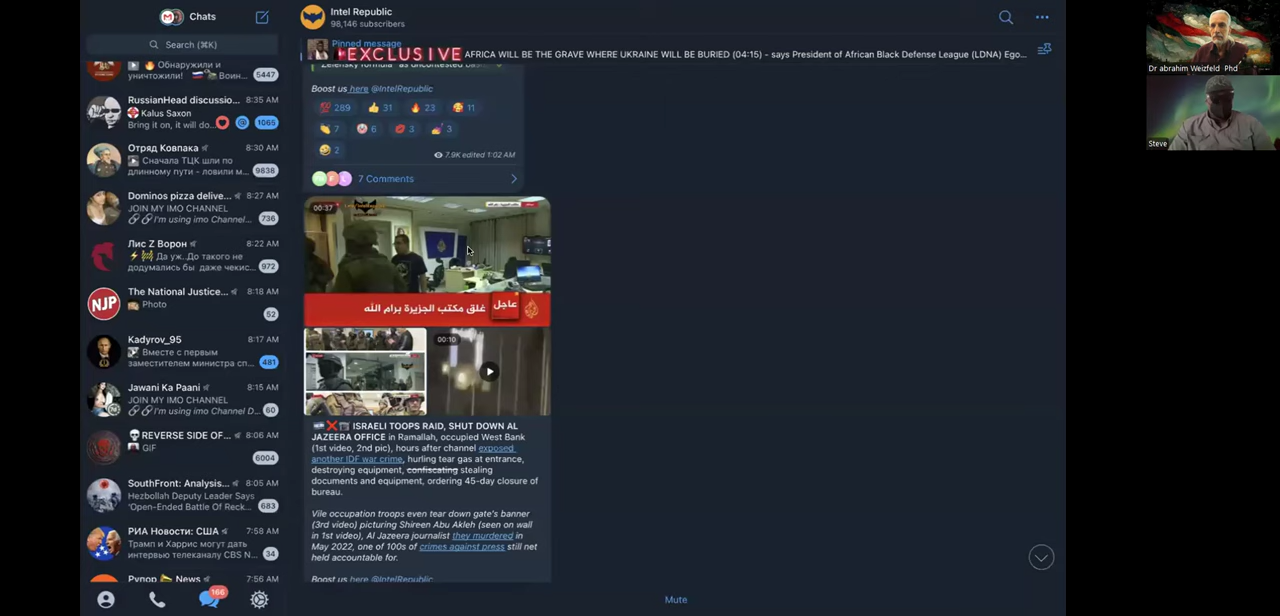 Chats
Search (⌘K)
🔥 Обнаружили и
уничтожили! 🇷🇺 Воин...
5447
RussianHead discussio...
8:35 AM
Kalus Saxon
Bring it on, it will do...
@
1065
Отряд Ковпака
8:30 AM
Сначала ТЦК шли по
длинному пути - ловили м...
9838
Dominos pizza delive...
8:27 AM
JOIN MY IMO CHANNEL
🔗 🔗 I'm using imo Channel...
736
Лис Z Ворон
8:22 AM
⚡ 🚧 Да уж..До такого не
додумались бы даже чекис...
972
NJP
The National Justice...
8:18 AM
Photo
52
Kadyrov_95
8:17 AM
Вместе с первым
заместителем министра сп...
481
Jawani Ka Paani
8:15 AM
JOIN MY IMO CHANNEL
🔗 🔗 I'm using imo Channel D...
60
💀 REVERSE SIDE OF...
8:06 AM
GIF
6004
SouthFront: Analysis...
8:05 AM
Hezbollah Deputy Leader Says
'Open-Ended Battle Of Reck...
683
РИА Новости: США
7:58 AM
Трамп и Харрис могут дать
интервью телеканалу CBS N...
34
Рупор News
7:56 AM
166
Intel Republic
98,146 subscribers
Pinned message
EXCLUSIVE
AFRICA WILL BE THE GRAVE WHERE UKRAINE WILL BE BURIED (04:15) - says President of African Black Defense League (LDNA) Ego...
Boost us here @IntelRepublic
💯 289 👍 31 🔥 23 🥰 11
👏 7 6 💋 3 💅 3
🤣 2
7.9K edited 1:02 AM
7 Comments
00:37
عاجل
غلق مكتب الجزيرة برام الله
00:10
🇮🇱 ❌ ISRAELI TOOPS RAID, SHUT DOWN AL
JAZEERA OFFICE in Ramallah, occupied West Bank
(1st video, 2nd pic), hours after channel exposed
another IDF war crime, hurling tear gas at entrance,
destroying equipment, confiscating stealing
documents and equipment, ordering 45-day closure of
bureau.
Vile occupation troops even tear down gate's banner
(3rd video) picturing Shireen Abu Akleh (seen on wall
in 1st video), Al Jazeera journalist they murdered in
May 2022, one of 100s of crimes against press still net
held accountable for.
Boost us here @IntelRepublic
Mute
Dr abrahim Weizfeld Phd
Steve